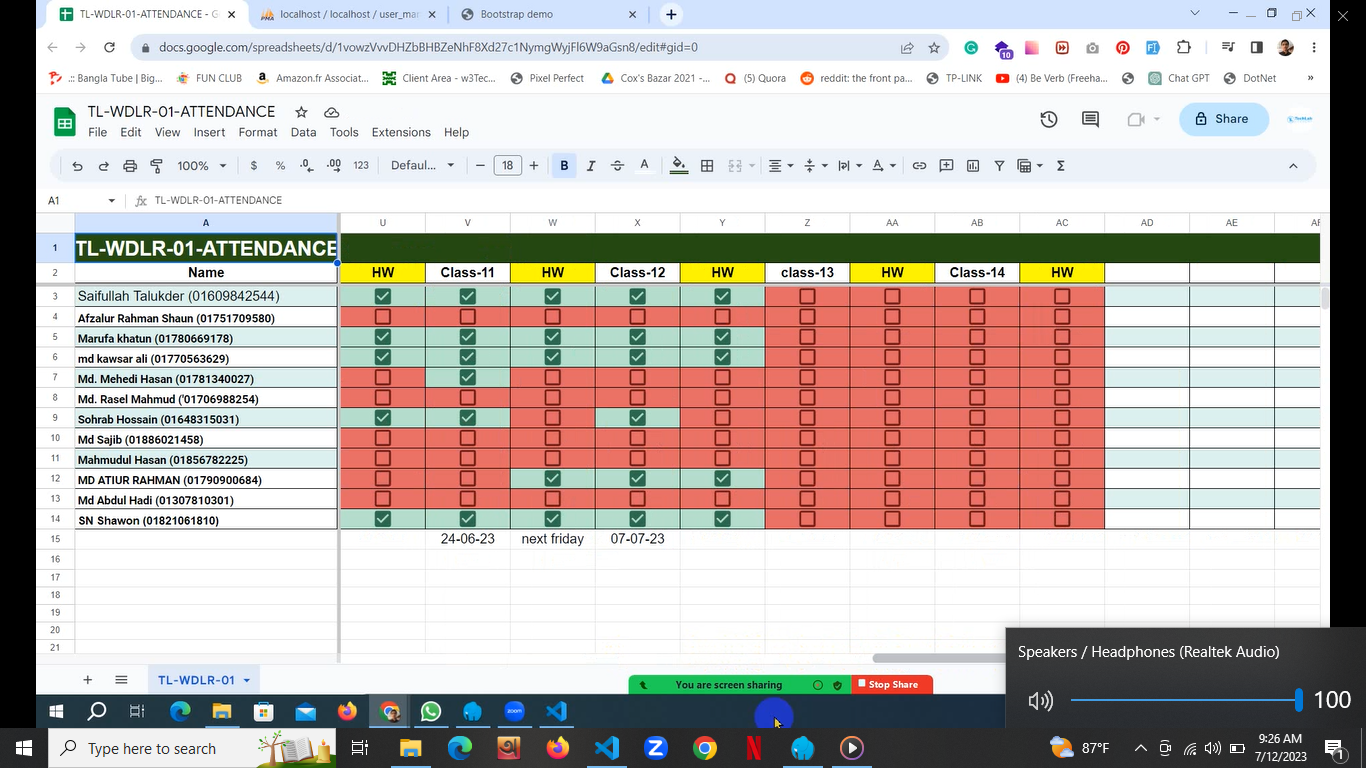 TL-WDLR-01-ATTENDANCE - G
localhost / localhost / user_mar
Bootstrap demo
docs.google.com/spreadsheets/d/1vowzVvvDHZbBHBZeNhF8Xd27c1NymgWyjFl6W9aGsn8/edit#gid=0
10
.:: Bangla Tube | Big...
FUN CLUB
Amazon.fr Associat...
Client Area - w3Tec...
Pixel Perfect
Cox's Bazar 2021 -...
(5) Quora
reddit: the front pa...
TP-LINK
(4) Be Verb (Freeha...
Chat GPT
DotNet
»
TL-WDLR-01-ATTENDANCE
File Edit View Insert Format Data Tools Extensions Help
Share
100% $ % .0 .00 123 Defaul... 18 B I A
A1 fx TL-WDLR-01-ATTENDANCE
A U V W X Y Z AA AB AC AD AE AF
1 TL-WDLR-01-ATTENDANCE
2 Name HW Class-11 HW Class-12 HW class-13 HW Class-14 HW
3 Saifullah Talukder (01609842544)
4 Afzalur Rahman Shaun (01751709580)
5 Marufa khatun (01780669178)
6 md kawsar ali (01770563629)
7 Md. Mehedi Hasan (01781340027)
8 Md. Rasel Mahmud ('01706988254)
9 Sohrab Hossain (01648315031)
10 Md Sajib (01886021458)
11 Mahmudul Hasan (01856782225)
12 MD ATIUR RAHMAN (01790900684)
13 Md Abdul Hadi (01307810301)
14 SN Shawon (01821061810)
15 24-06-23 next friday 07-07-23
16
17
18
19
20
21
TL-WDLR-01
You are screen sharing
Stop Share
Speakers / Headphones (Realtek Audio)
100
zoom
Type here to search
87°F
9:26 AM
7/12/2023
1